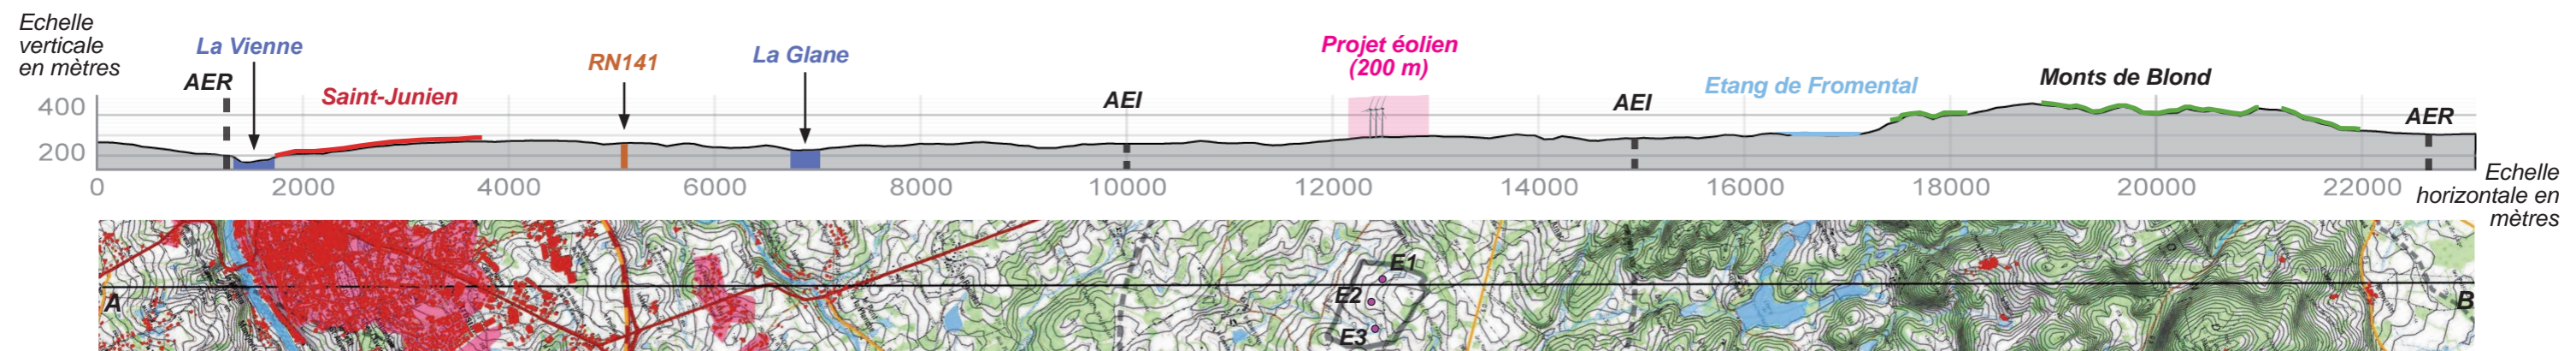 Echelle
verticale
en mètres
La Vienne
AER
Saint-Junien
RN141
La Glane
AEI
Projet éolien
(200 m)
AEI
Etang de Fromental
Monts de Blond
AER
400
200
0 2000 4000 6000 8000 10000 12000 14000 16000 18000 20000 22000
Echelle
horizontale en
mètres
A
E1
E2
E3
B